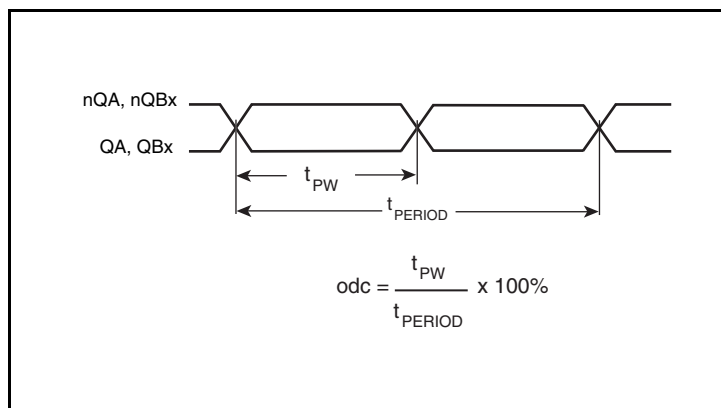 nQA, nQBx
QA, QBx
tPW
tPERIOD
odc = tPW / tPERIOD x 100%